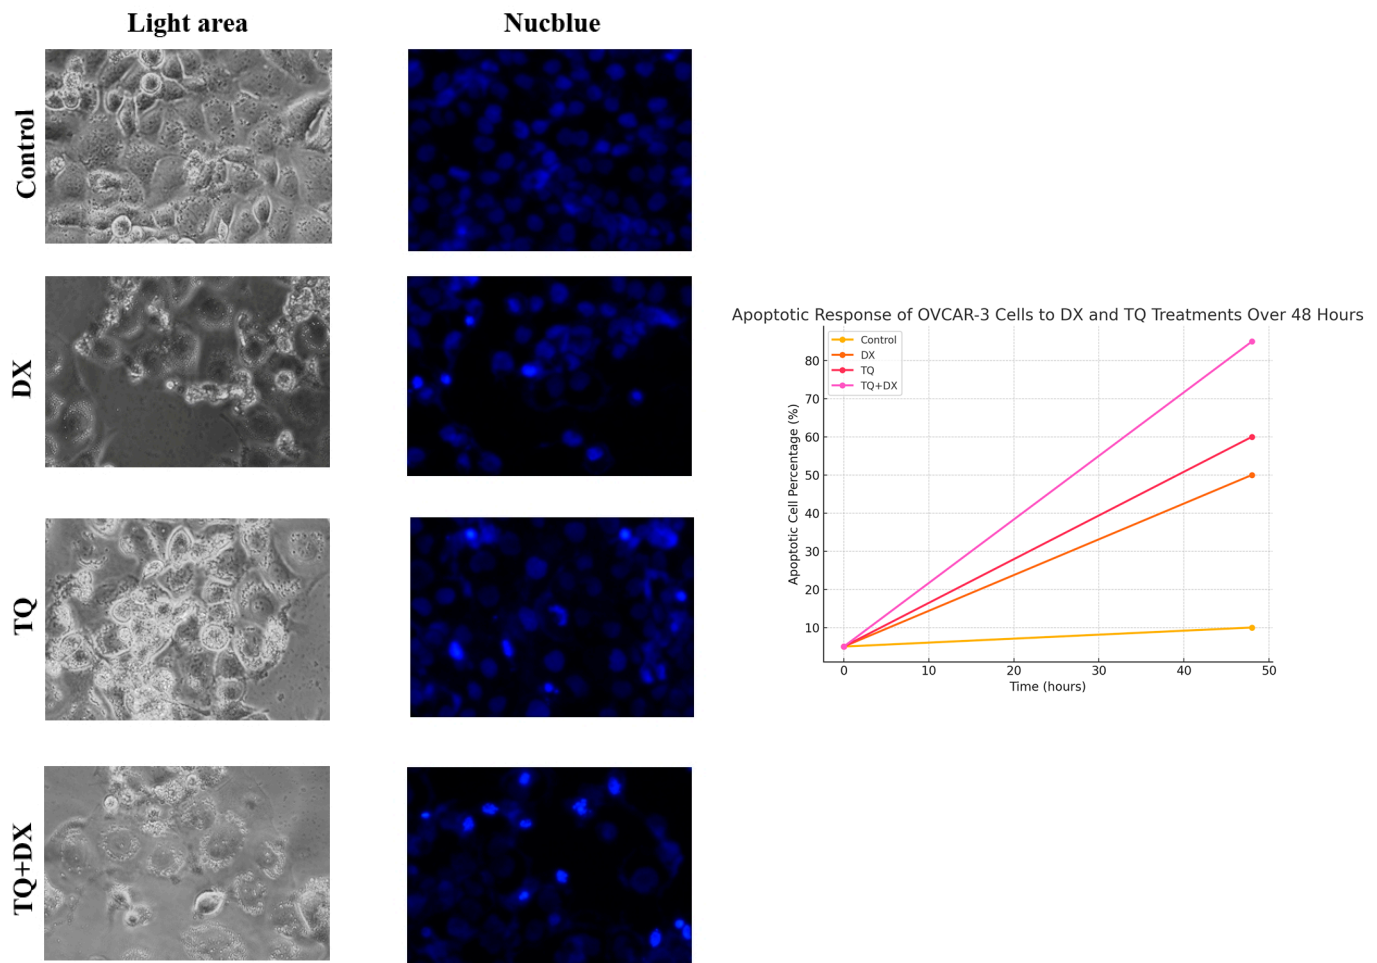 Light area
Nucblue
Control
DX
TQ
TQ+DX
Apoptotic Response of OVCAR-3 Cells to DX and TQ Treatments Over 48 Hours
Control
DX
TQ
TQ+DX
Apoptotic Cell Percentage (%)
80
70
60
50
40
30
20
10
0 10 20 30 40 50
Time (hours)